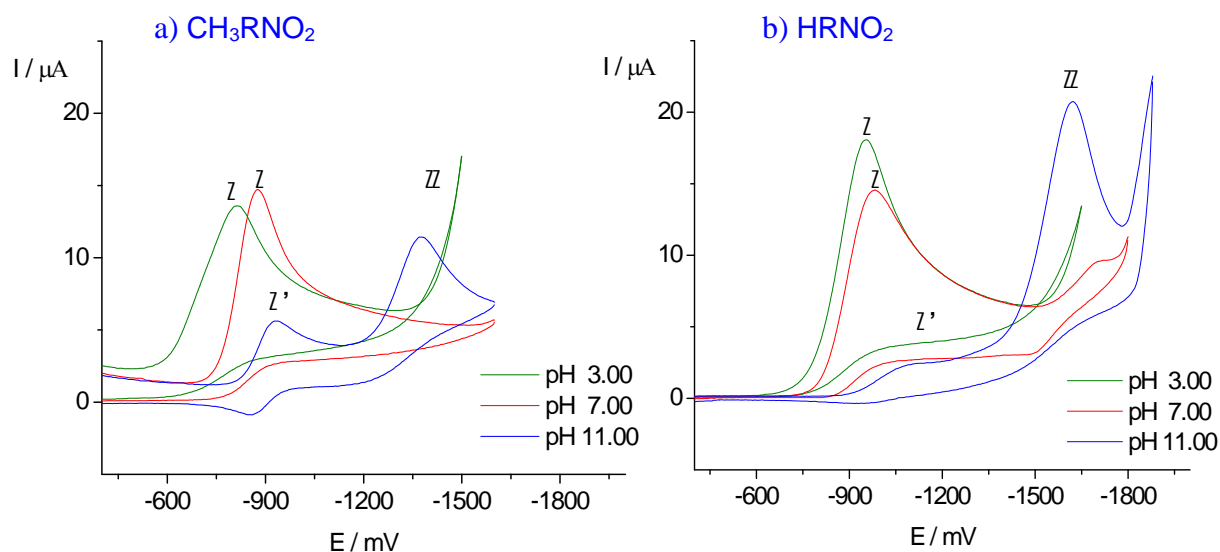 a) CH₃RNO₂
I / µA
20
10
0
Z
Z
ZZ
Z’
pH 3.00
pH 7.00
pH 11.00
-600
-900
-1200
-1500
-1800
E / mV
b) HRNO₂
I / µA
20
10
0
Z
Z
ZZ
Z’
pH 3.00
pH 7.00
pH 11.00
-600
-900
-1200
-1500
-1800
E / mV